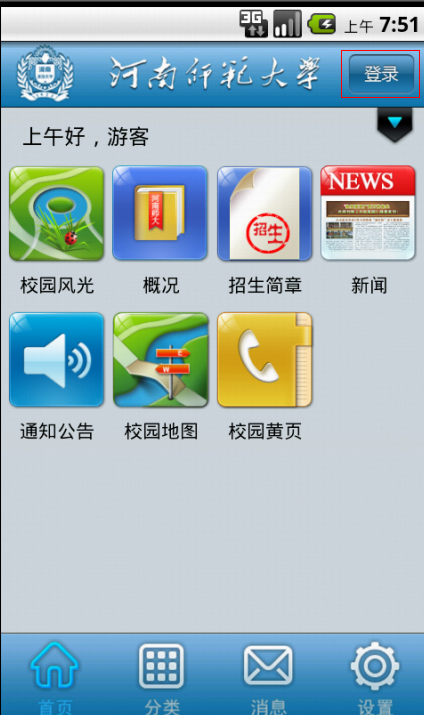 3G 上午 7:51
河南师范大学 登录
上午好，游客
河南师大 招生 NEWS
校园风光 概况 招生简章 新闻
E
W
通知公告 校园地图 校园黄页
首页 分类 消息 设置